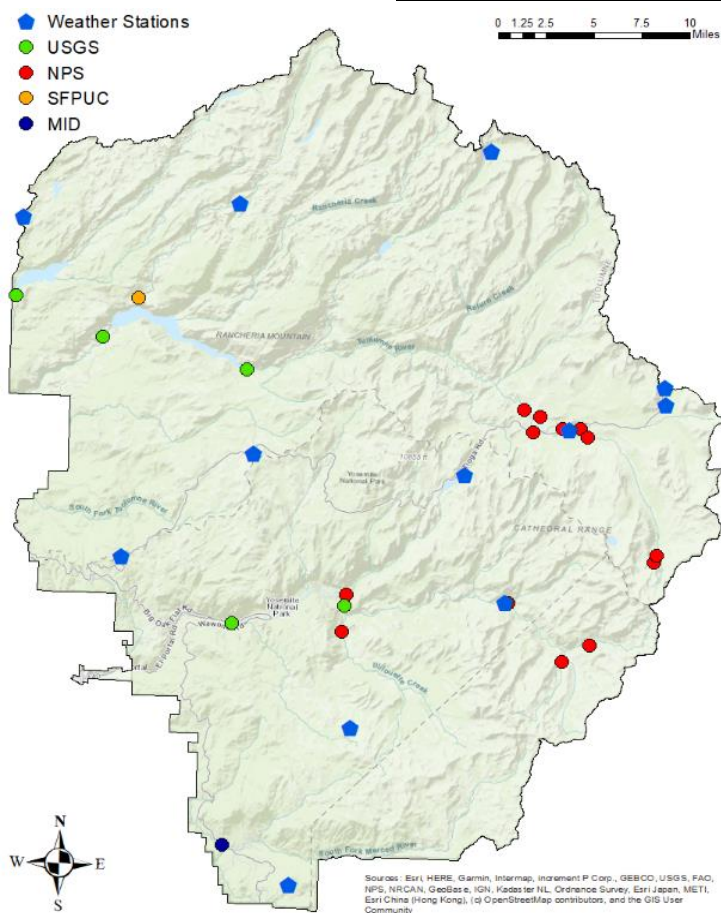 Weather Stations
USGS
NPS
SFPUC
MID
0 1.25 2.5 5 7.5 10
Miles
Rancheria Creek
Return Creek
TUOLUMNE
RANCHERIA MOUNTAIN
Tuolumne River
Tioga Rd
Yosemite
National Park
South Fork Tuolumne River
CATHEDRAL RANGE
Big Oak Flat Rd
El Portal Rd
Yosemite
National
Park
Illilouette Creek
South Fork Merced River
N
W
E
S
Sources: Esri, HERE, Garmin, Intermap, increment P Corp., GEBCO, USGS, FAO,
NPS, NRCAN, GeoBase, IGN, Kadaster NL, Ordnance Survey, Esri Japan, METI,
Esri China (Hong Kong), (c) OpenStreetMap contributors, and the GIS User
Community